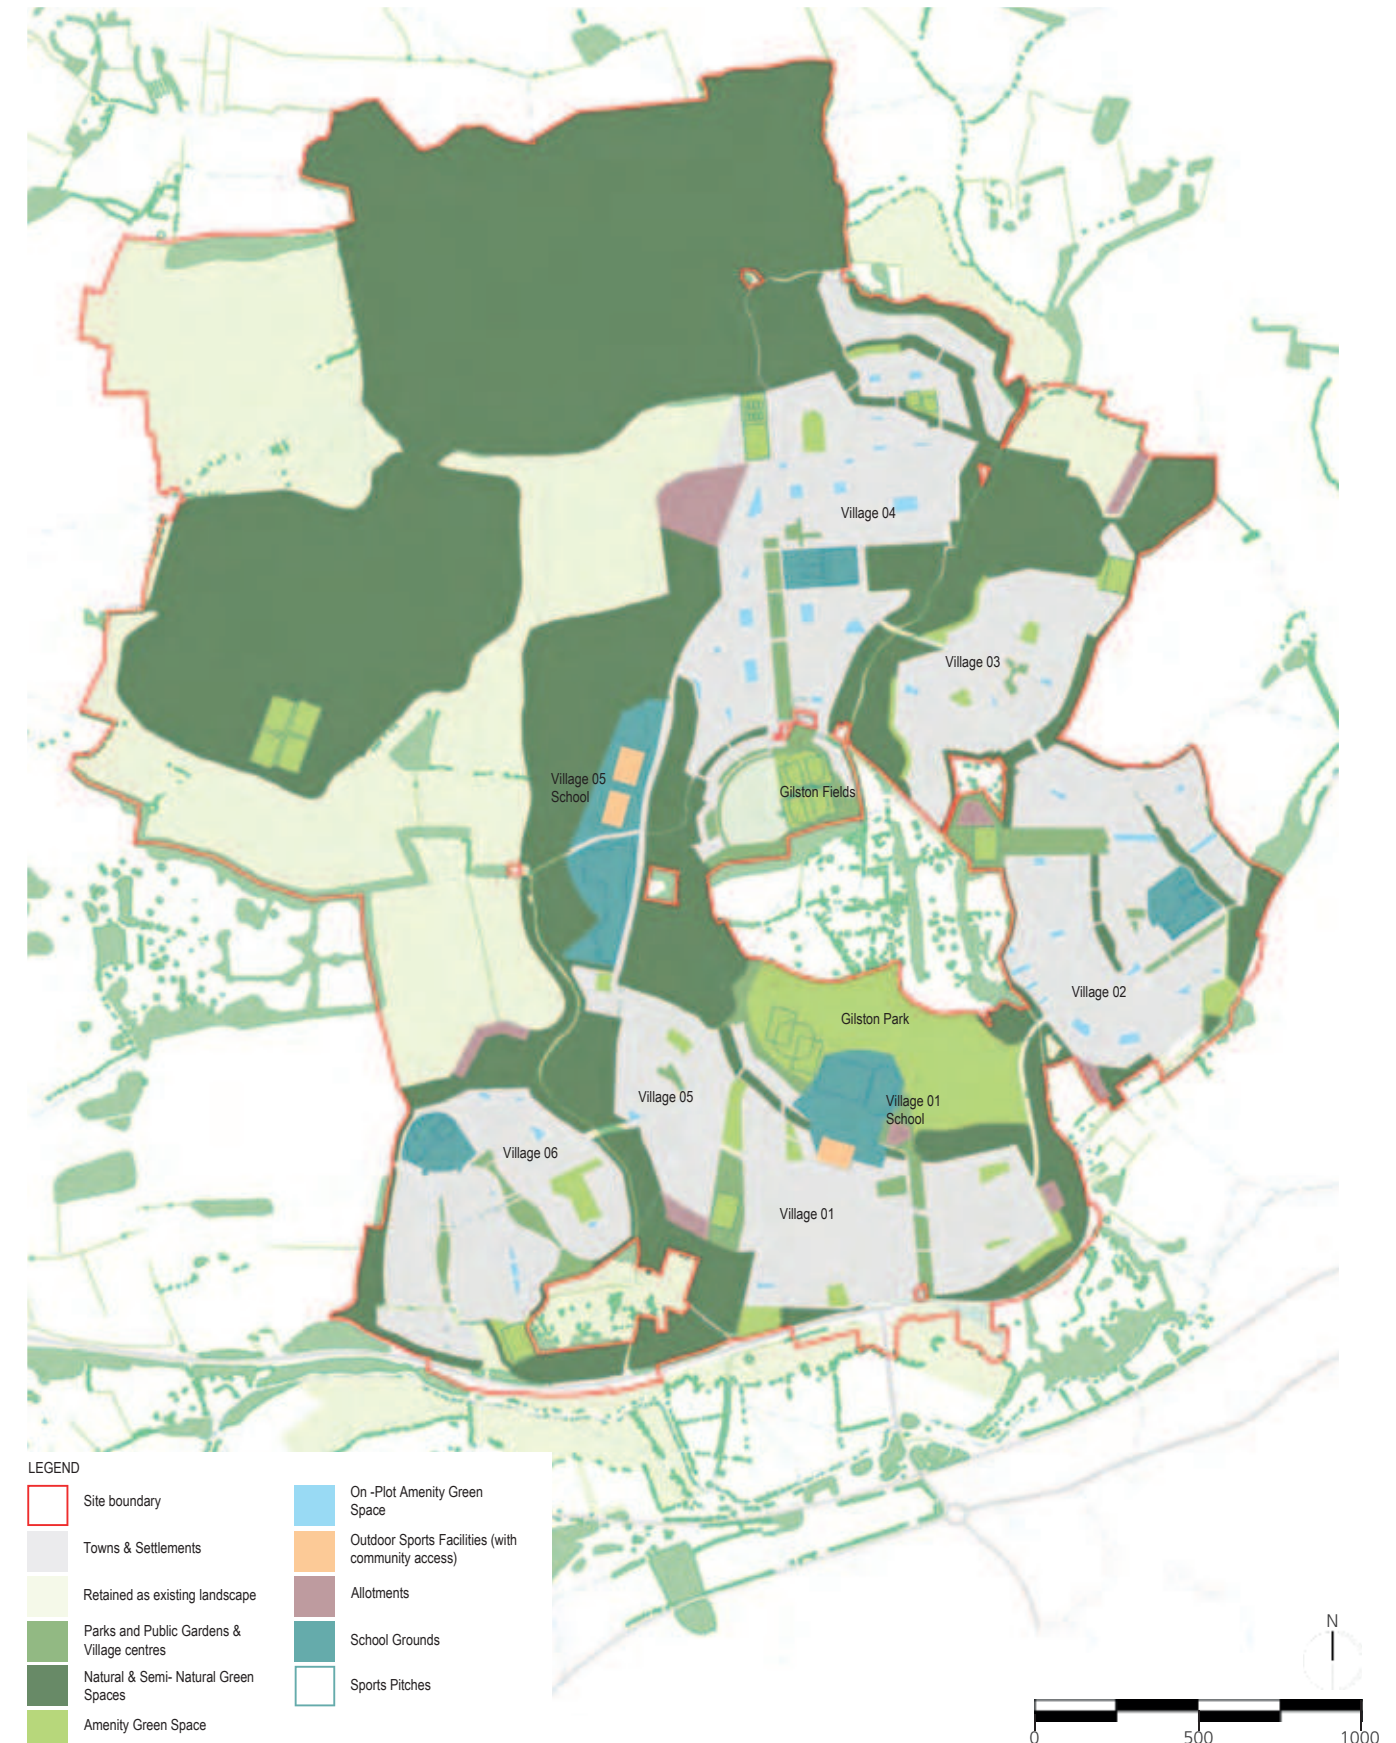 Village 04
Village 03
Village 05
School
Gilston Fields
Village 02
Gilston Park
Village 05
Village 01
School
Village 06
Village 01
LEGEND
Site boundary
Towns & Settlements
Retained as existing landscape
Parks and Public Gardens &
Village centres
Natural & Semi- Natural Green
Spaces
Amenity Green Space
On -Plot Amenity Green
Space
Outdoor Sports Facilities (with
community access)
Allotments
School Grounds
Sports Pitches
N
0 500 1000